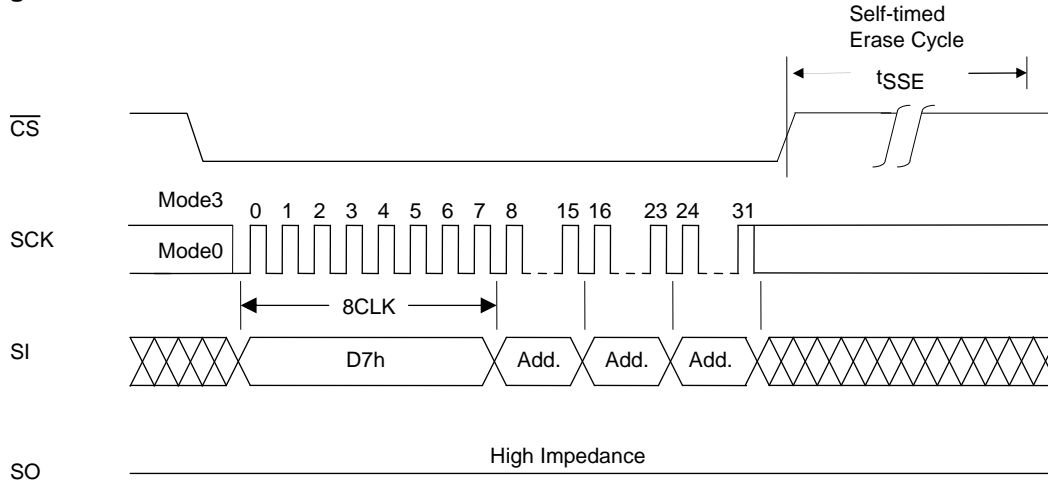 Self-timed
Erase Cycle
tSSE
CS
Mode3
0 1 2 3 4 5 6 7 8 15 16 23 24 31
SCK
Mode0
8CLK
SI
D7h Add. Add. Add.
High Impedance
SO